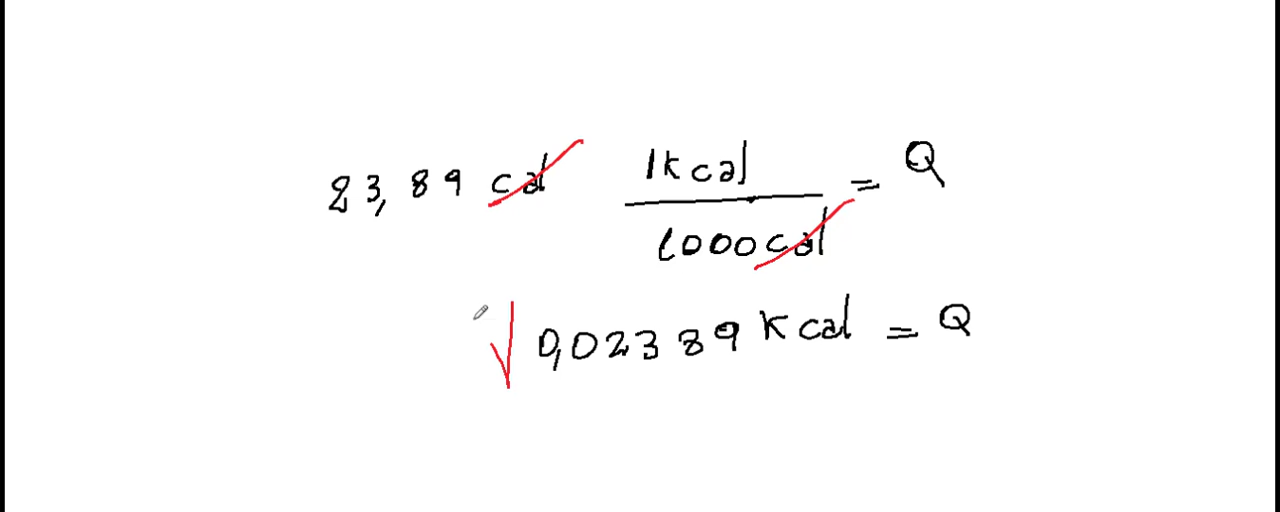 23,89 cal 1kcal / 1000cal = Q
0,02389 Kcal = Q